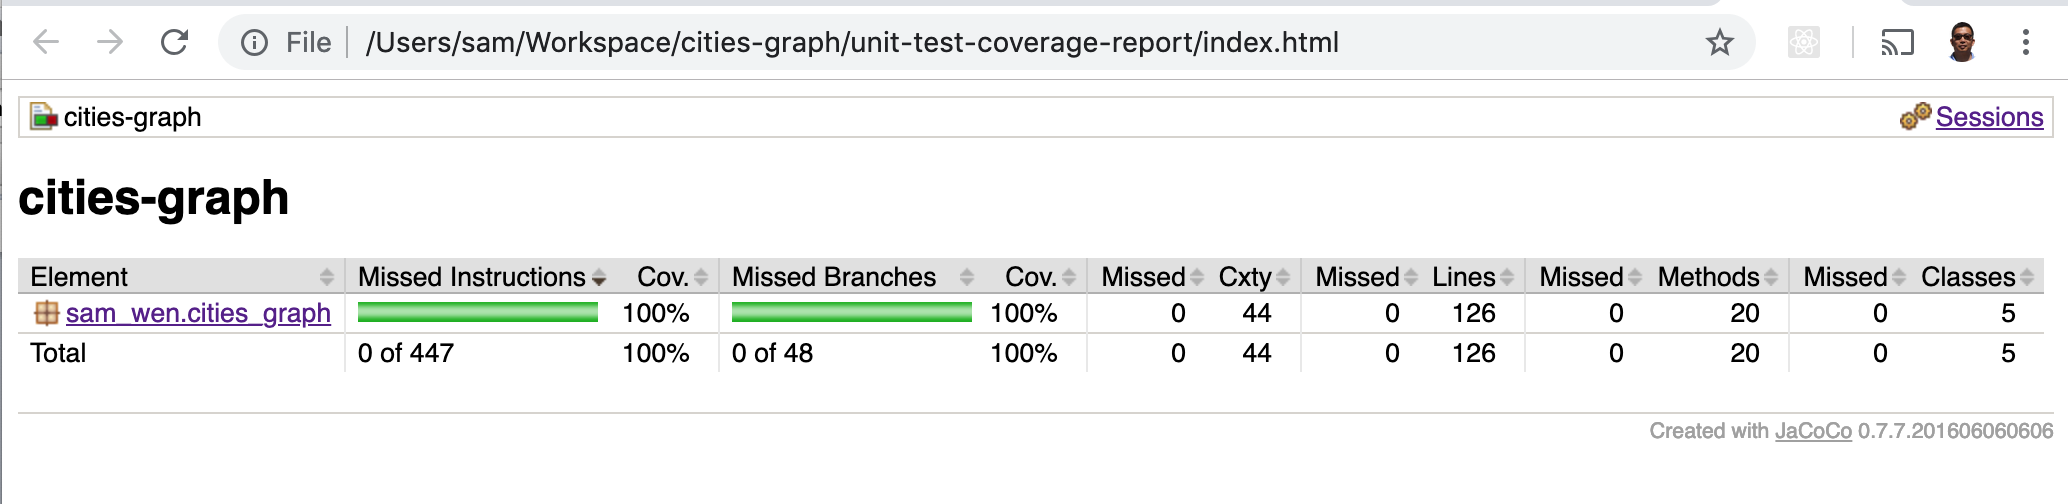 File /Users/sam/Workspace/cities-graph/unit-test-coverage-report/index.html
cities-graph Sessions
cities-graph
Element Missed Instructions Cov. Missed Branches Cov. Missed Cxty Missed Lines Missed Methods Missed Classes
sam_wen.cities_graph 100% 100% 0 44 0 126 0 20 0 5
Total 0 of 447 100% 0 of 48 100% 0 44 0 126 0 20 0 5
Created with JaCoCo 0.7.7.201606060606